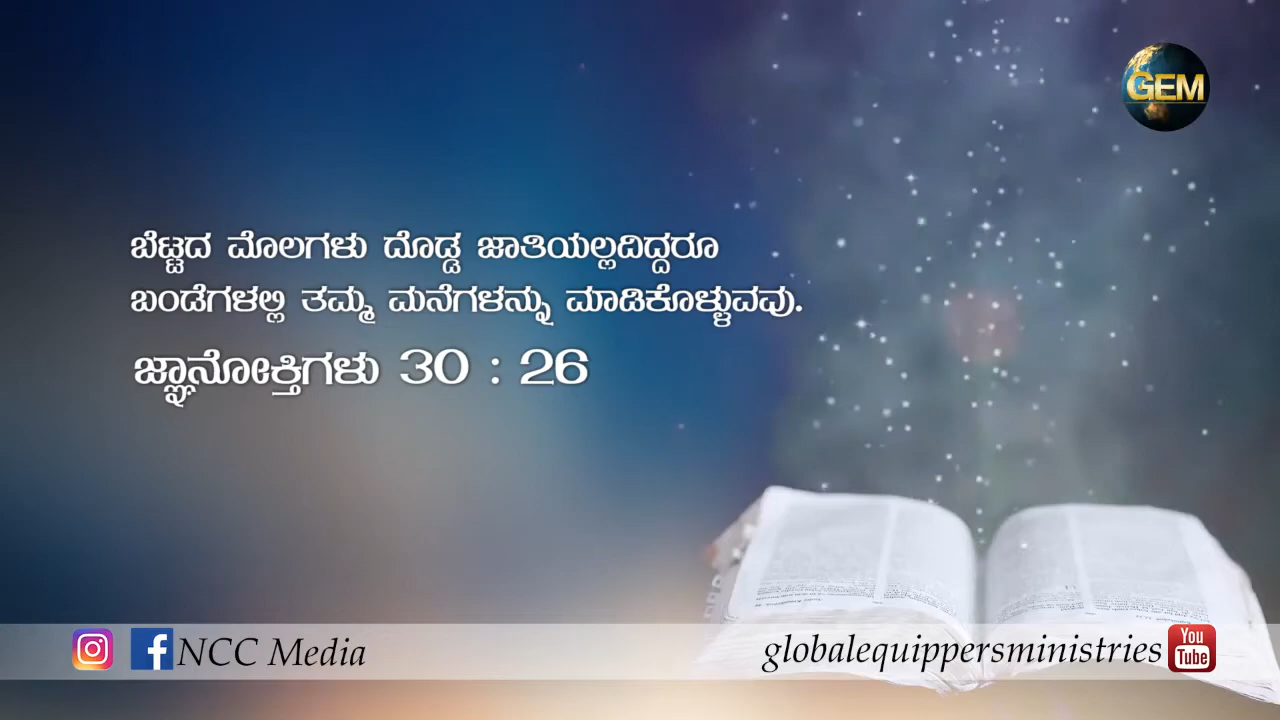 GEM
ಬೆಟ್ಟದ ಮೊಲಗಳು ದೊಡ್ಡ ಜಾತಿಯಲ್ಲದಿದ್ದರೂ
ಬಂಡೆಗಳಲ್ಲಿ ತಮ್ಮ ಮನೆಗಳನ್ನು ಮಾಡಿಕೊಳ್ಳುವವು.
ಜ್ಞಾನೋಕ್ತಿಗಳು 30 : 26
NCC Media
globalequippersministries You Tube